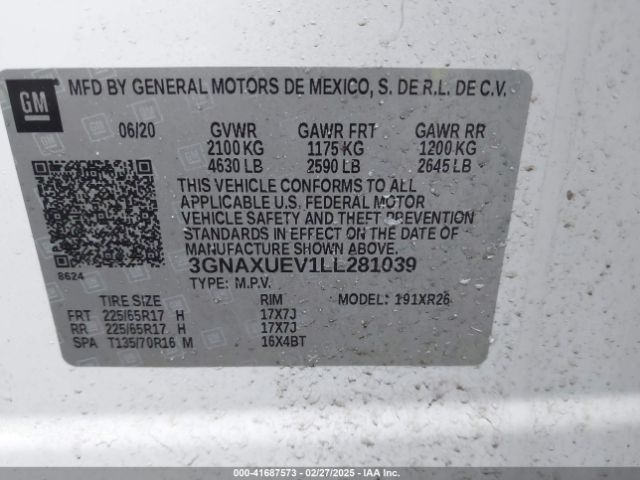 GM
MFD BY GENERAL MOTORS DE MEXICO, S. DE R.L. DE C.V.
06/20 GVWR GAWR FRT GAWR RR
2100 KG 1175 KG 1200 KG
4630 LB 2590 LB 2645 LB
THIS VEHICLE CONFORMS TO ALL
APPLICABLE U.S. FEDERAL MOTOR
VEHICLE SAFETY AND THEFT PREVENTION
STANDARDS IN EFFECT ON THE DATE
OF MANUFACTURE SHOWN ABOVE.
8624
3GNAXUEV1LL281039
TYPE: M.P.V. MODEL: 191XR26
TIRE SIZE RIM
FRT 225/65R17 H 17X7J
RR 225/65R17 H 17X7J
SPA T135/70R16 M 16X4BT
000-41687573 - 02/27/2025 - IAA Inc.